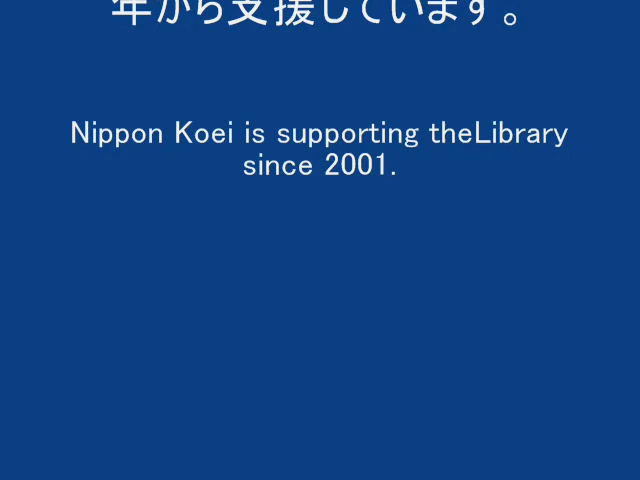 年から支援しています。
Nippon Koei is supporting theLibrary
since 2001.